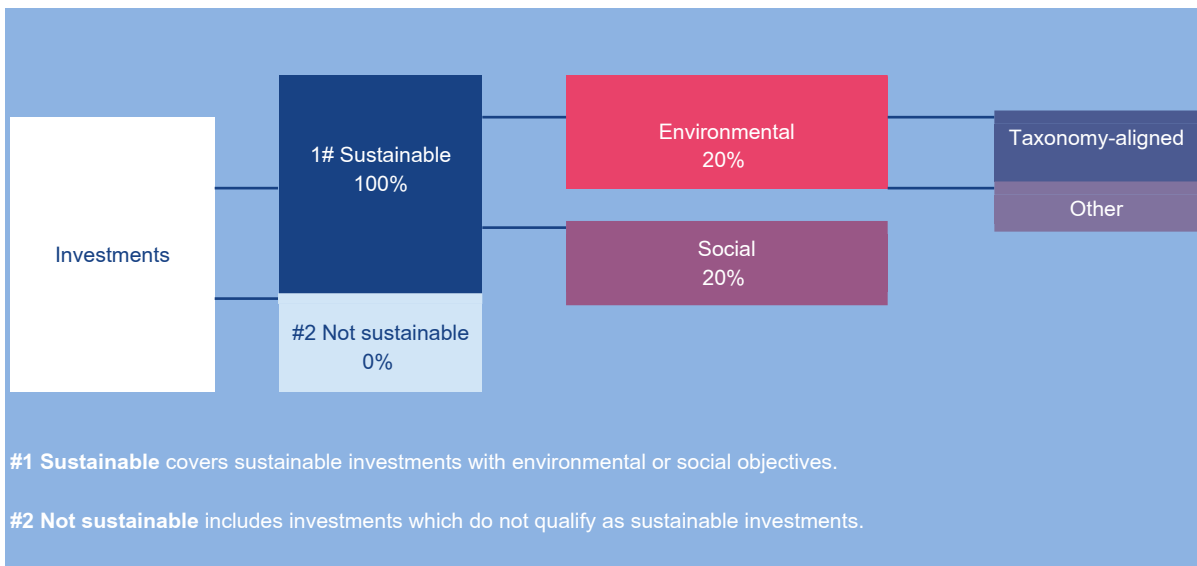 Investments
1# Sustainable
100%
#2 Not sustainable
0%
Environmental
20%
Social
20%
Taxonomy-aligned
Other
#1 Sustainable covers sustainable investments with environmental or social objectives.
#2 Not sustainable includes investments which do not qualify as sustainable investments.